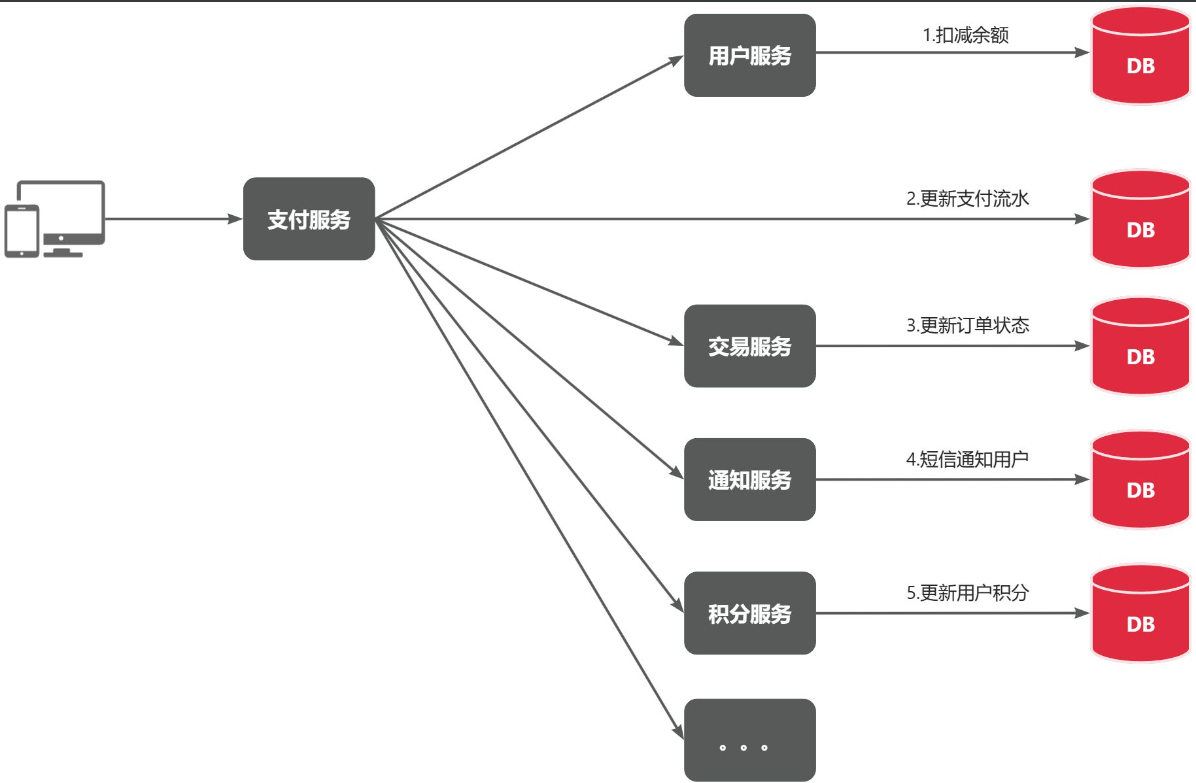 用户服务
1.扣减余额
DB
支付服务
2.更新支付流水
DB
交易服务
3.更新订单状态
DB
通知服务
4.短信通知用户
DB
积分服务
5.更新用户积分
DB
。。。